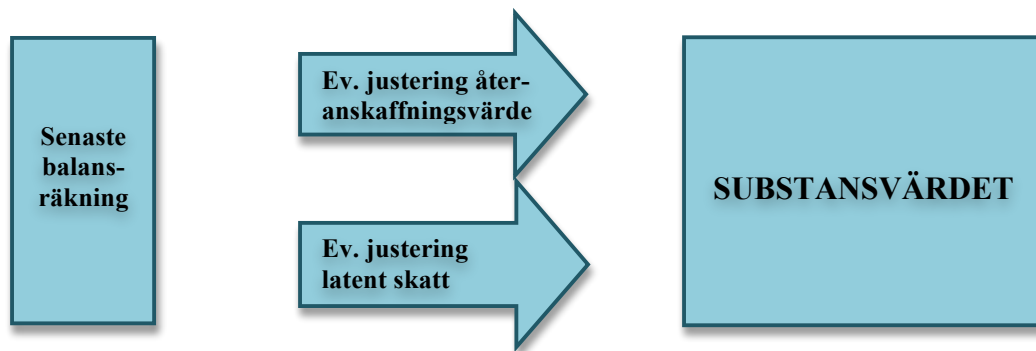 Senaste
balans-
räkning
Ev. justering åter-
anskaffningsvärde
Ev. justering
latent skatt
SUBSTANSVÄRDET